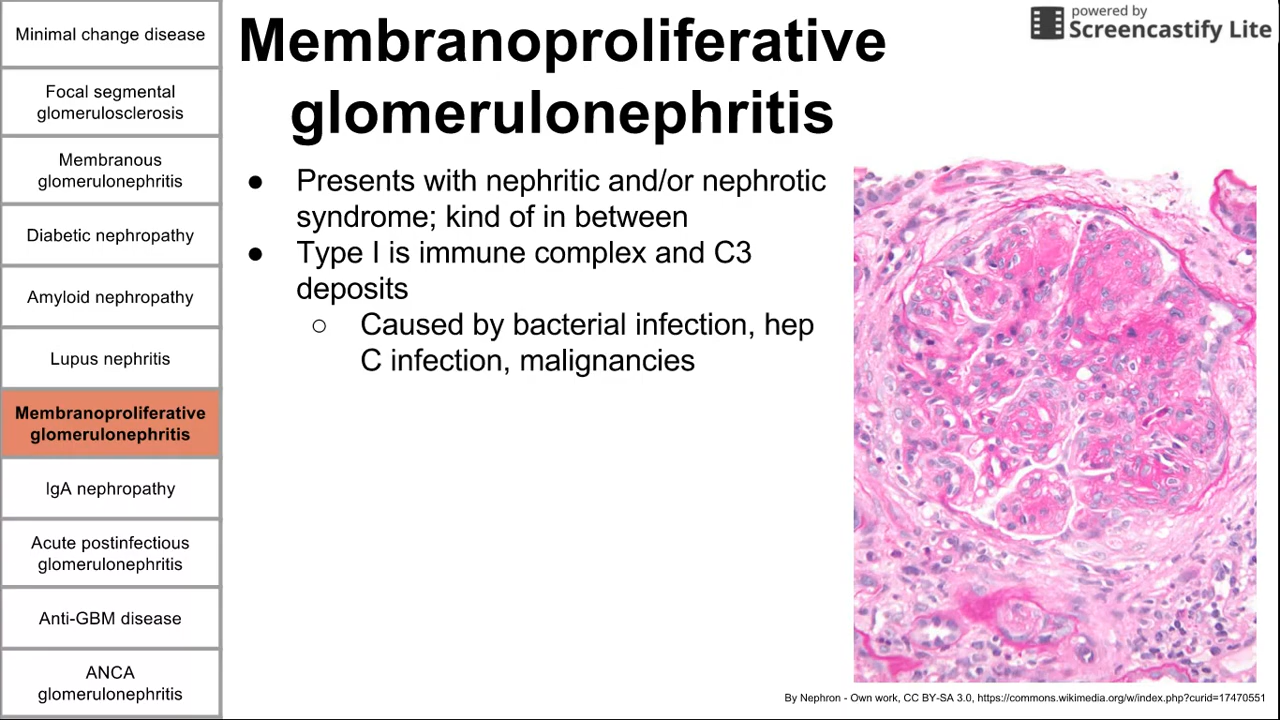 Minimal change disease
Focal segmental
glomerulosclerosis
Membranous
glomerulonephritis
Diabetic nephropathy
Amyloid nephropathy
Lupus nephritis
Membranoproliferative
glomerulonephritis
IgA nephropathy
Acute postinfectious
glomerulonephritis
Anti-GBM disease
ANCA
glomerulonephritis
Membranoproliferative
glomerulonephritis
● Presents with nephritic and/or nephrotic
syndrome; kind of in between
● Type I is immune complex and C3
deposits
○ Caused by bacterial infection, hep
C infection, malignancies
powered by
Screencastify Lite
By Nephron - Own work, CC BY-SA 3.0, https://commons.wikimedia.org/w/index.php?curid=17470551